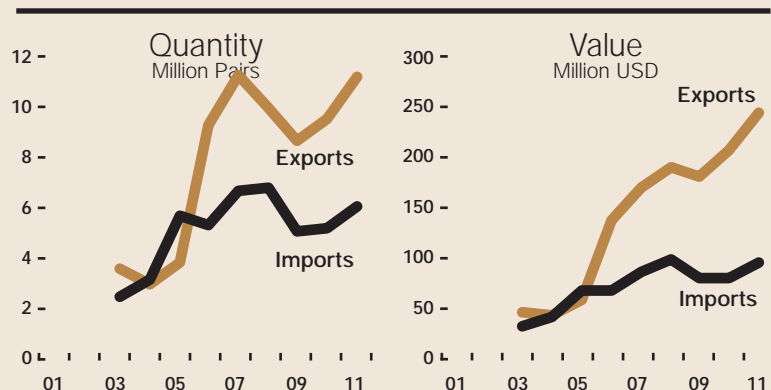 Quantity
Million Pairs
12
10
8
6
4
2
0
Exports
Imports
01 03 05 07 09 11
Value
Million USD
300
250
200
150
100
50
0
Exports
Imports
01 03 05 07 09 11